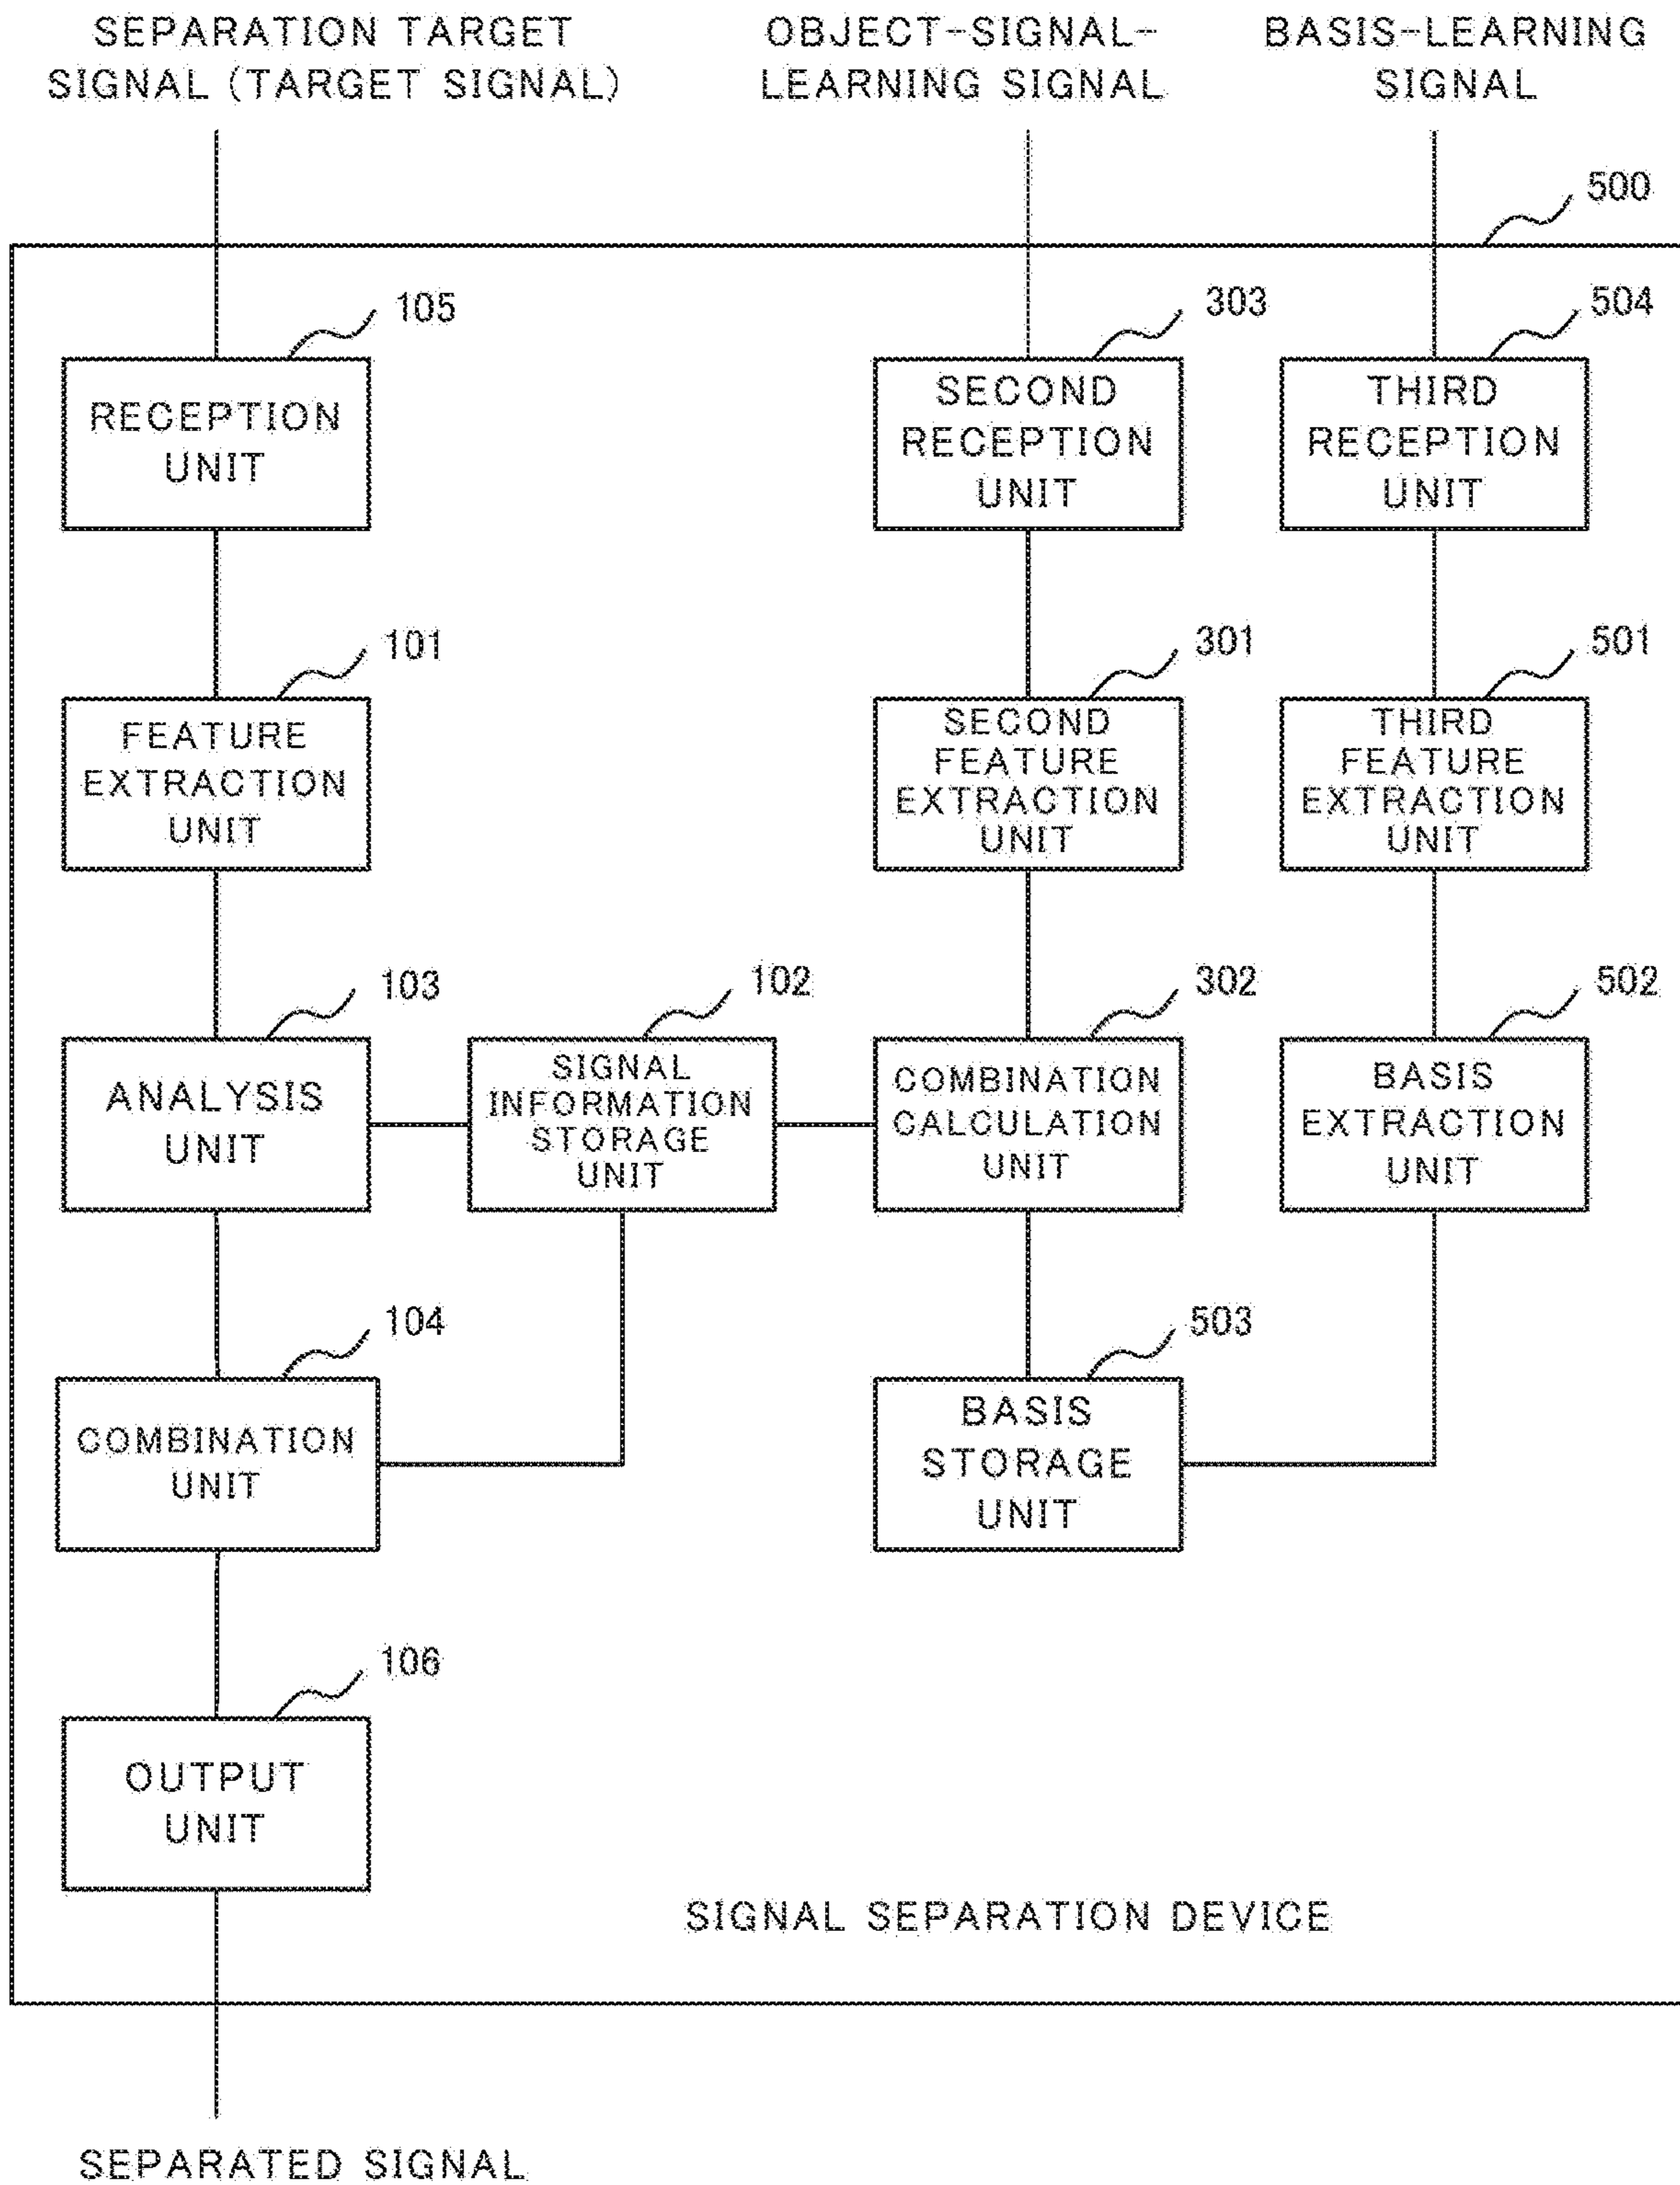 SEPARATION TARGET
SIGNAL (TARGET SIGNAL)
OBJECT-SIGNAL-
LEARNING SIGNAL
BASIS-LEARNING
SIGNAL
500
105
RECEPTION
UNIT
303
SECOND
RECEPTION
UNIT
504
THIRD
RECEPTION
UNIT
101
FEATURE
EXTRACTION
UNIT
301
SECOND
FEATURE
EXTRACTION
UNIT
501
THIRD
FEATURE
EXTRACTION
UNIT
103
ANALYSIS
UNIT
102
SIGNAL
INFORMATION
STORAGE
UNIT
302
COMBINATION
CALCULATION
UNIT
502
BASIS
EXTRACTION
UNIT
104
COMBINATION
UNIT
503
BASIS
STORAGE
UNIT
106
OUTPUT
UNIT
SIGNAL SEPARATION DEVICE
SEPARATED SIGNAL